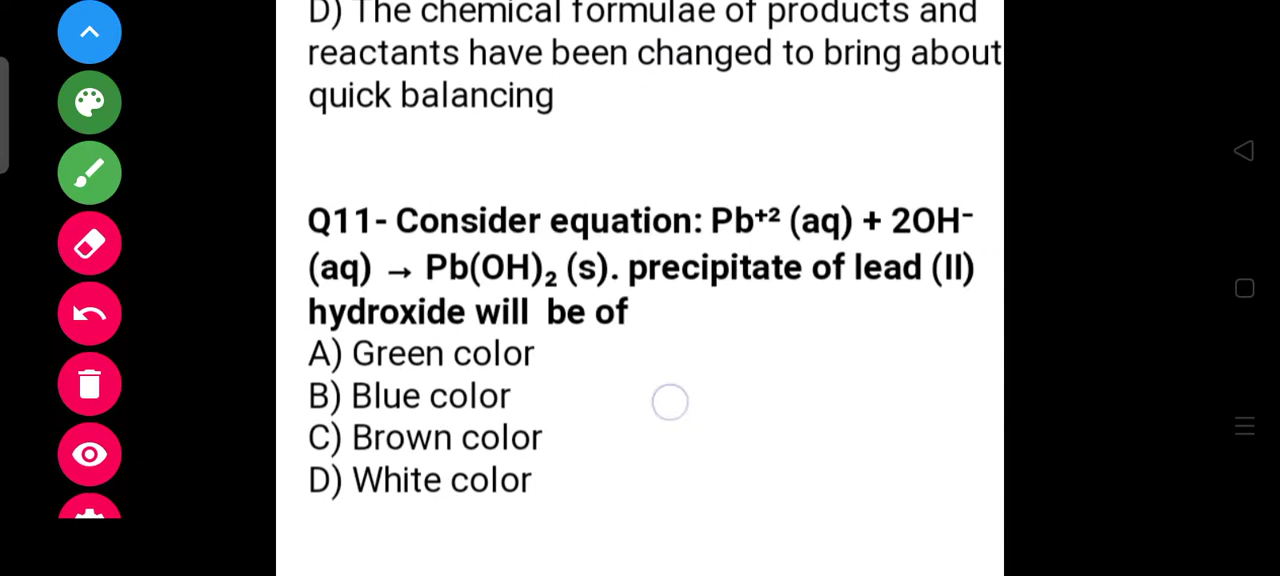 D) The chemical formulae of products and
reactants have been changed to bring about
quick balancing
Q11- Consider equation: Pb⁺² (aq) + 2OH⁻
(aq) → Pb(OH)₂ (s). precipitate of lead (II)
hydroxide will be of
A) Green color
B) Blue color
C) Brown color
D) White color